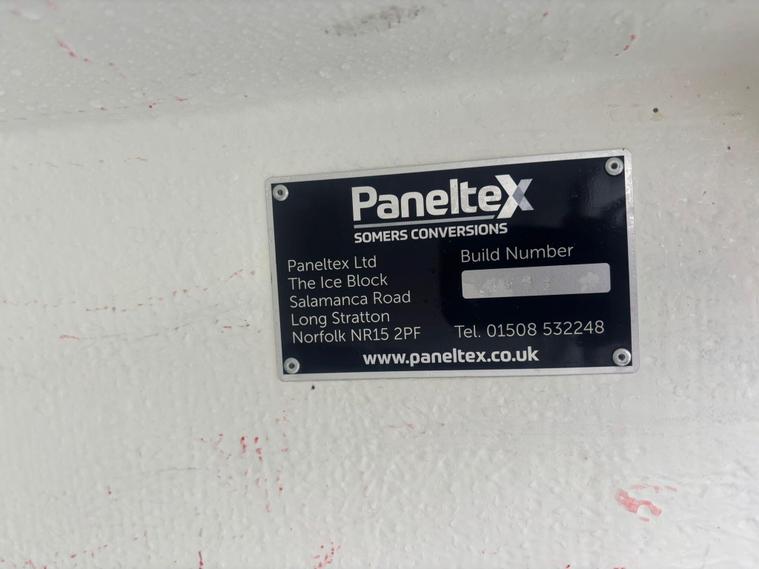 Paneltex
SOMERS CONVERSIONS
Paneltex Ltd
The Ice Block
Salamanca Road
Long Stratton
Norfolk NR15 2PF
Build Number
Tel. 01508 532248
www.paneltex.co.uk